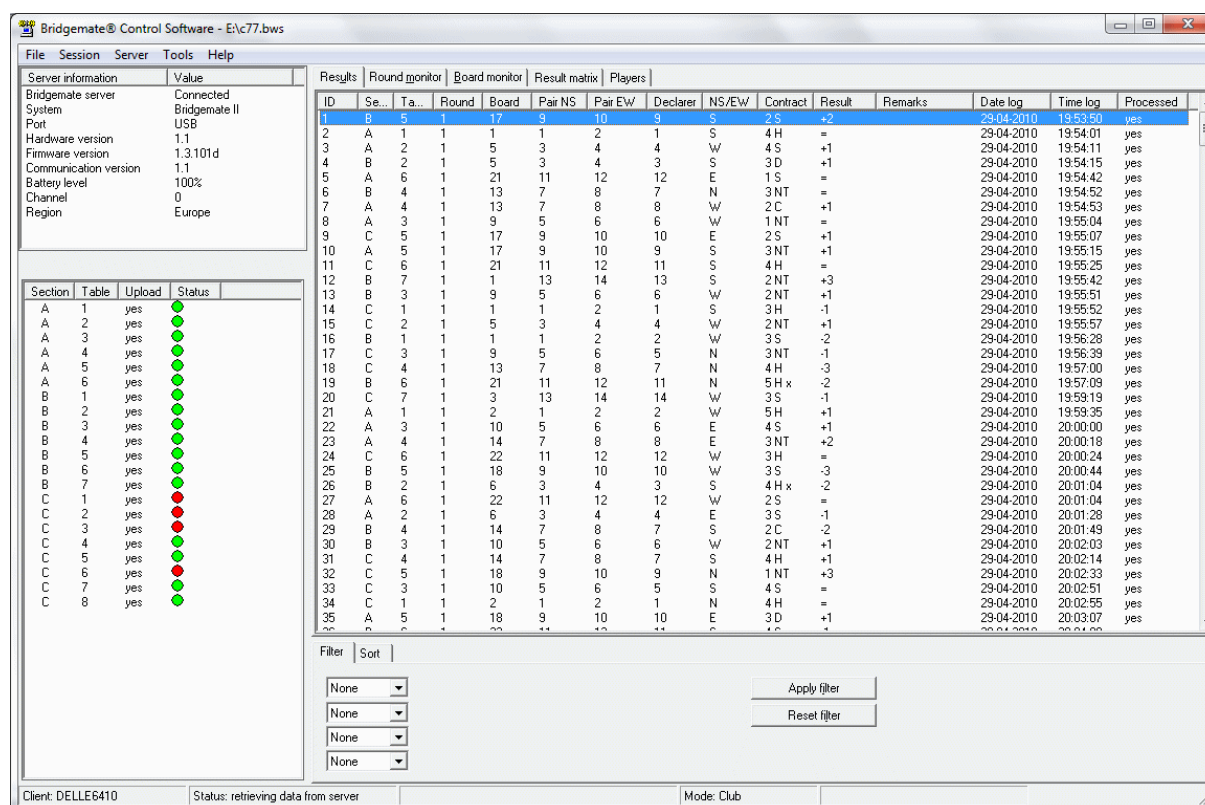 Bridgemate® Control Software - E:\c77.bws
File Session Server Tools Help
Server information Value
Bridgemate server Connected
System Bridgemate II
Port USB
Hardware version 1.1
Firmware version 1.3.101d
Communication version 1.1
Battery level 100%
Channel 0
Region Europe
Section Table Upload Status
A 1 yes
A 2 yes
A 3 yes
A 4 yes
A 5 yes
A 6 yes
B 1 yes
B 2 yes
B 3 yes
B 4 yes
B 5 yes
B 6 yes
B 7 yes
C 1 yes
C 2 yes
C 3 yes
C 4 yes
C 5 yes
C 6 yes
C 7 yes
C 8 yes
Results Round monitor Board monitor Result matrix Players
ID Se... Ta... Round Board Pair NS Pair EW Declarer NS/EW Contract Result Remarks Date log Time log Processed
1 B 5 1 17 9 10 9 S 2 S +2 29-04-2010 19:53:50 yes
2 A 1 1 1 1 2 1 S 4 H = 29-04-2010 19:54:01 yes
3 A 2 1 5 3 4 4 W 4 S +1 29-04-2010 19:54:11 yes
4 B 2 1 5 3 4 3 S 3 D +1 29-04-2010 19:54:15 yes
5 A 6 1 21 11 12 12 E 1 S = 29-04-2010 19:54:42 yes
6 B 4 1 13 7 8 7 N 3 NT = 29-04-2010 19:54:52 yes
7 A 4 1 13 7 8 8 W 2 C +1 29-04-2010 19:54:53 yes
8 A 3 1 9 5 6 6 W 1 NT = 29-04-2010 19:55:04 yes
9 C 5 1 17 9 10 10 E 2 S +1 29-04-2010 19:55:07 yes
10 A 5 1 17 9 10 9 S 3 NT +1 29-04-2010 19:55:15 yes
11 C 6 1 21 11 12 11 S 4 H = 29-04-2010 19:55:25 yes
12 B 7 1 1 13 14 13 S 2 NT +3 29-04-2010 19:55:42 yes
13 B 3 1 9 5 6 6 W 2 NT +1 29-04-2010 19:55:51 yes
14 C 1 1 1 1 2 1 S 3 H -1 29-04-2010 19:55:52 yes
15 C 2 1 5 3 4 4 W 2 NT +1 29-04-2010 19:55:57 yes
16 B 1 1 1 1 2 2 W 3 S -2 29-04-2010 19:56:28 yes
17 C 3 1 9 5 6 5 N 3 NT -1 29-04-2010 19:56:39 yes
18 C 4 1 13 7 8 7 N 4 H -3 29-04-2010 19:57:00 yes
19 B 6 1 21 11 12 11 N 5 H x -2 29-04-2010 19:57:09 yes
20 C 7 1 3 13 14 14 W 3 S -1 29-04-2010 19:59:19 yes
21 A 1 1 2 1 2 2 W 5 H +1 29-04-2010 19:59:35 yes
22 A 3 1 10 5 6 6 E 4 S +1 29-04-2010 20:00:00 yes
23 A 4 1 14 7 8 8 E 3 NT +2 29-04-2010 20:00:18 yes
24 C 6 1 22 11 12 12 W 3 H = 29-04-2010 20:00:24 yes
25 B 5 1 18 9 10 10 W 3 S -3 29-04-2010 20:00:44 yes
26 B 2 1 6 3 4 3 S 4 H x -2 29-04-2010 20:01:04 yes
27 A 6 1 22 11 12 12 W 2 S = 29-04-2010 20:01:04 yes
28 A 2 1 6 3 4 4 E 3 S -1 29-04-2010 20:01:28 yes
29 B 4 1 14 7 8 7 S 2 C -2 29-04-2010 20:01:49 yes
30 B 3 1 10 5 6 6 W 2 NT +1 29-04-2010 20:02:03 yes
31 C 4 1 14 7 8 7 S 4 H +1 29-04-2010 20:02:14 yes
32 C 5 1 18 9 10 9 N 1 NT +3 29-04-2010 20:02:33 yes
33 C 3 1 10 5 6 5 S 4 S = 29-04-2010 20:02:51 yes
34 C 1 1 2 1 2 1 N 4 H = 29-04-2010 20:02:55 yes
35 A 5 1 18 9 10 10 E 3 D +1 29-04-2010 20:03:07 yes
Filter Sort
None
None
None
None
Apply filter
Reset filter
Client: DELLE6410 Status: retrieving data from server Mode: Club